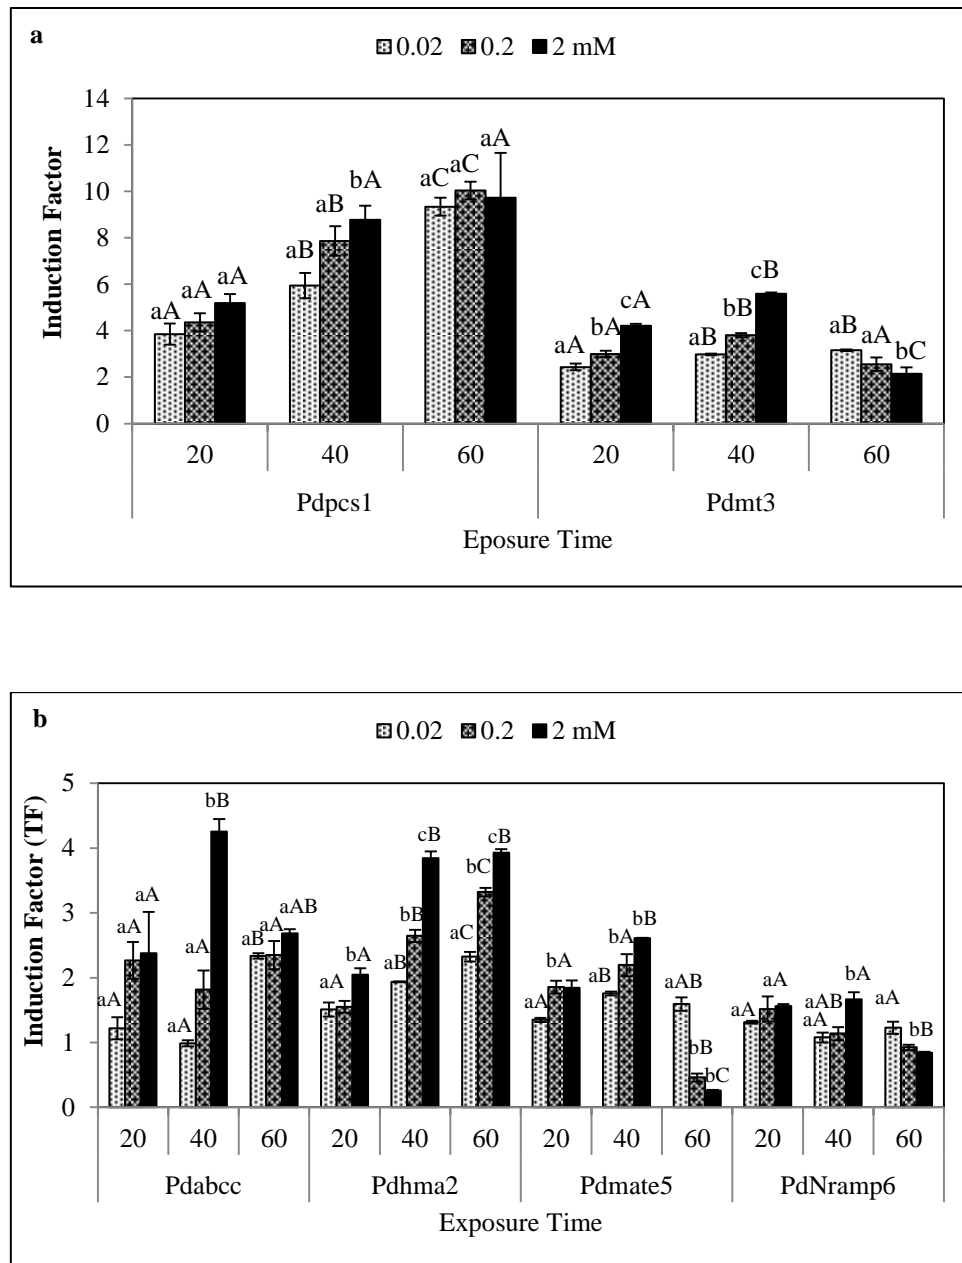 a
0.02 0.2 2 mM
14
12
10
8
6
4
2
0
Induction Factor
aA aA aA aB aB bA aC aC aA aA bA cA aB bB cB aB aA bC
20 40 60 20 40 60
Pdpcs1 Pdmt3
Eposure Time
b
0.02 0.2 2 mM
5
4
3
2
1
0
Induction Factor (TF)
aA aA aA aA aA bB aB aA aAB aA bA aB bB cB aC bC cB aA bA aB bA bB aAB bB bC aA aA aA aAB bA aA bB
20 40 60 20 40 60 20 40 60 20 40 60
Pdabcc Pdhma2 Pdmate5 PdNramp6
Exposure Time